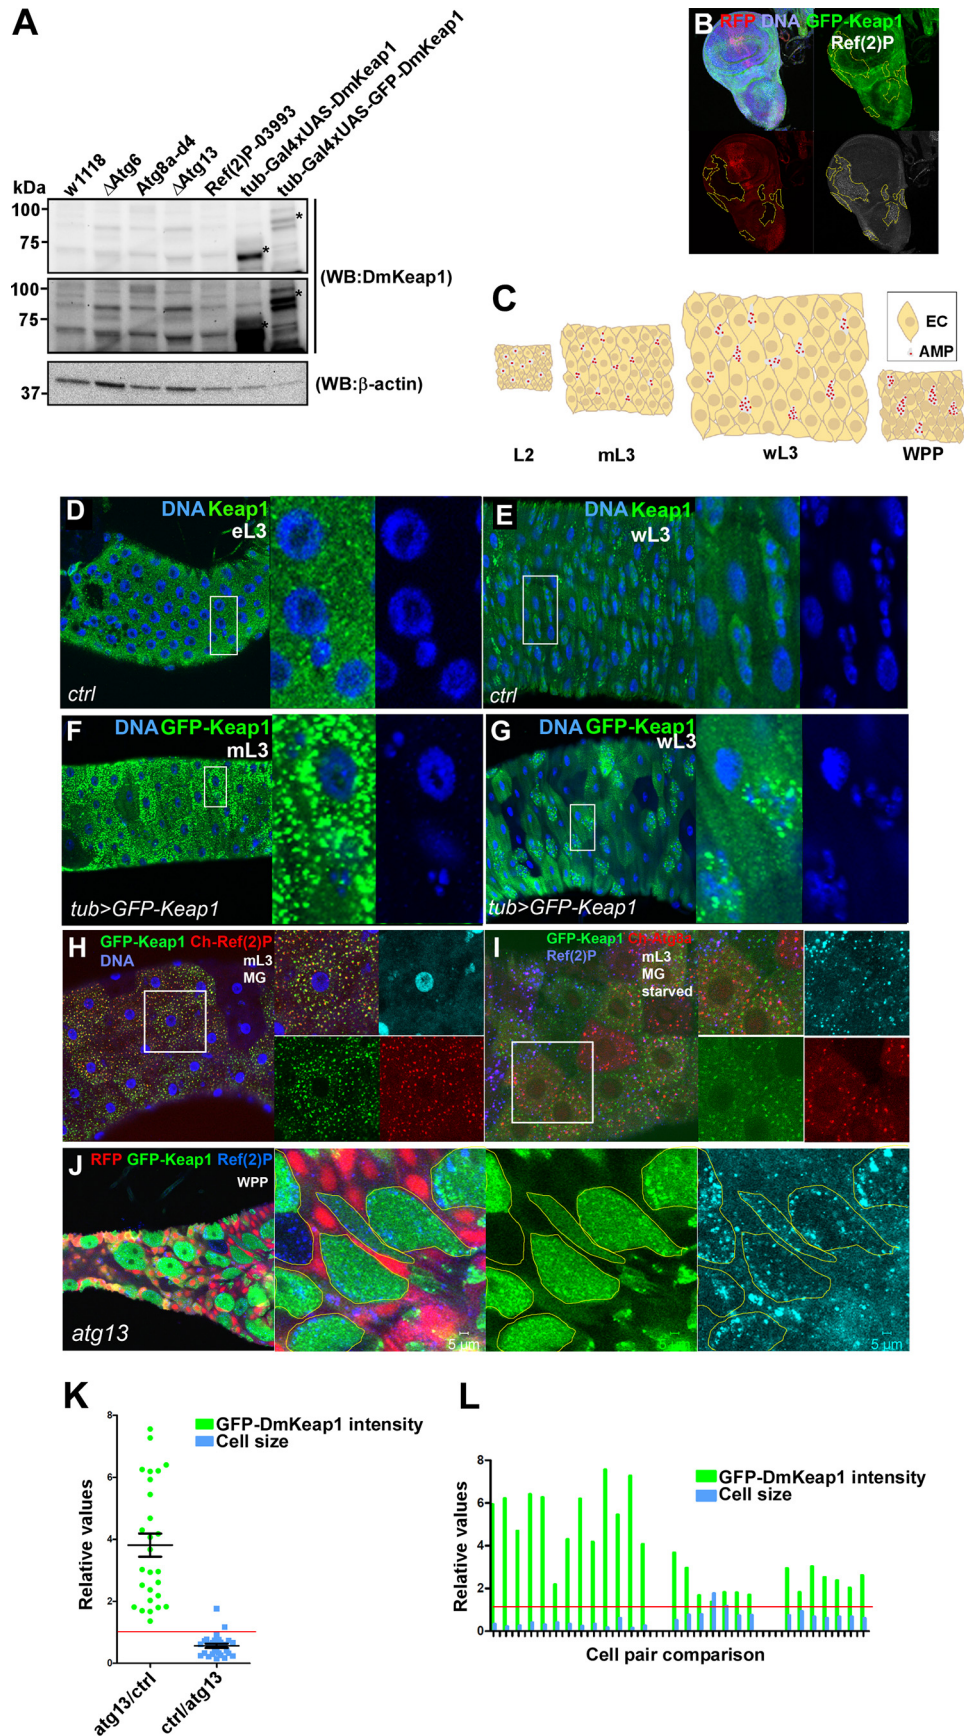 A
w1118
ΔAtg6
Atg8a-d4
ΔAtg13
Ref(2)P-03993
tub-Gal4xUAS-DmKeap1
tub-Gal4xUAS-GFP-DmKeap1
kDa
100
75
*
*
(WB:DmKeap1)
100
75
*
*
37
(WB:β-actin)
B RFP DNA GFP-Keap1
Ref(2)P
C
EC
AMP
L2 mL3 wL3 WPP
D
DNA Keap1
eL3
ctrl
E
DNA Keap1
wL3
ctrl
F
DNA GFP-Keap1
mL3
tub>GFP-Keap1
G
DNA GFP-Keap1
wL3
tub>GFP-Keap1
H GFP-Keap1 Ch-Ref(2)P
DNA mL3
MG
I GFP-Keap1 Ch-Atg8a
Ref(2)P mL3
MG
starved
J RFP GFP-Keap1 Ref(2)P
WPP
atg13
5 µm
5 µm
5 µm
K
GFP-DmKeap1 intensity
Cell size
Relative values
8
6
4
2
0
atg13/ctrl
ctrl/atg13
L
GFP-DmKeap1 intensity
Cell size
Relative values
8
6
4
2
0
Cell pair comparison